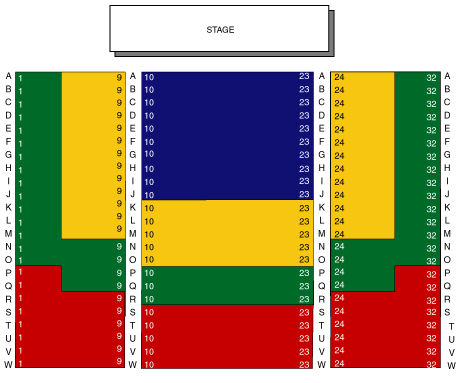 STAGE
A 1 9 A 10 23 A 24 32 A
B 1 9 B 10 23 B 24 32 B
C 1 9 C 10 23 C 24 32 C
D 1 9 D 10 23 D 24 32 D
E 1 9 E 10 23 E 24 32 E
F 1 9 F 10 23 F 24 32 F
G 1 9 G 10 23 G 24 32 G
H 1 9 H 10 23 H 24 32 H
I 1 9 I 10 23 I 24 32 I
J 1 9 J 10 23 J 24 32 J
K 1 9 K 10 23 K 24 32 K
L 1 9 L 10 23 L 24 32 L
M 1 9 M 10 23 M 24 32 M
N 1 9 N 10 23 N 24 32 N
O 1 9 O 10 23 O 24 32 O
P 1 9 P 10 23 P 24 32 P
Q 1 9 Q 10 23 Q 24 32 Q
R 1 9 R 10 23 R 24 32 R
S 1 9 S 10 23 S 24 32 S
T 1 9 T 10 23 T 24 32 T
U 1 9 U 10 23 U 24 32 U
V 1 9 V 10 23 V 24 32 V
W 1 9 W 10 23 W 24 32 W